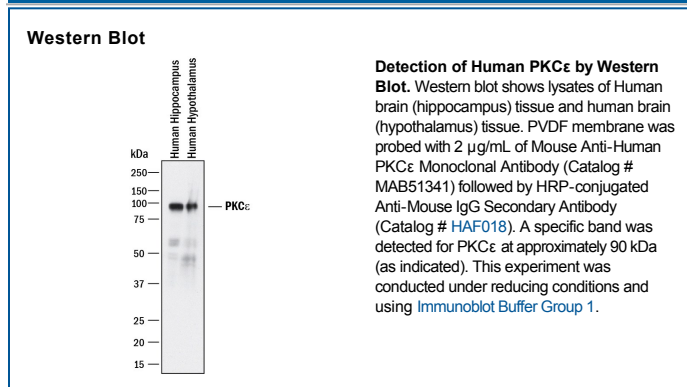 Western Blot
Human Hippocampus
Human Hypothalamus
kDa
250
150
100
75
50
37
25
20
15
PKCε
Detection of Human PKCε by Western
Blot. Western blot shows lysates of Human
brain (hippocampus) tissue and human brain
(hypothalamus) tissue. PVDF membrane was
probed with 2 µg/mL of Mouse Anti-Human
PKCε Monoclonal Antibody (Catalog #
MAB51341) followed by HRP-conjugated
Anti-Mouse IgG Secondary Antibody
(Catalog # HAF018). A specific band was
detected for PKCε at approximately 90 kDa
(as indicated). This experiment was
conducted under reducing conditions and
using Immunoblot Buffer Group 1.